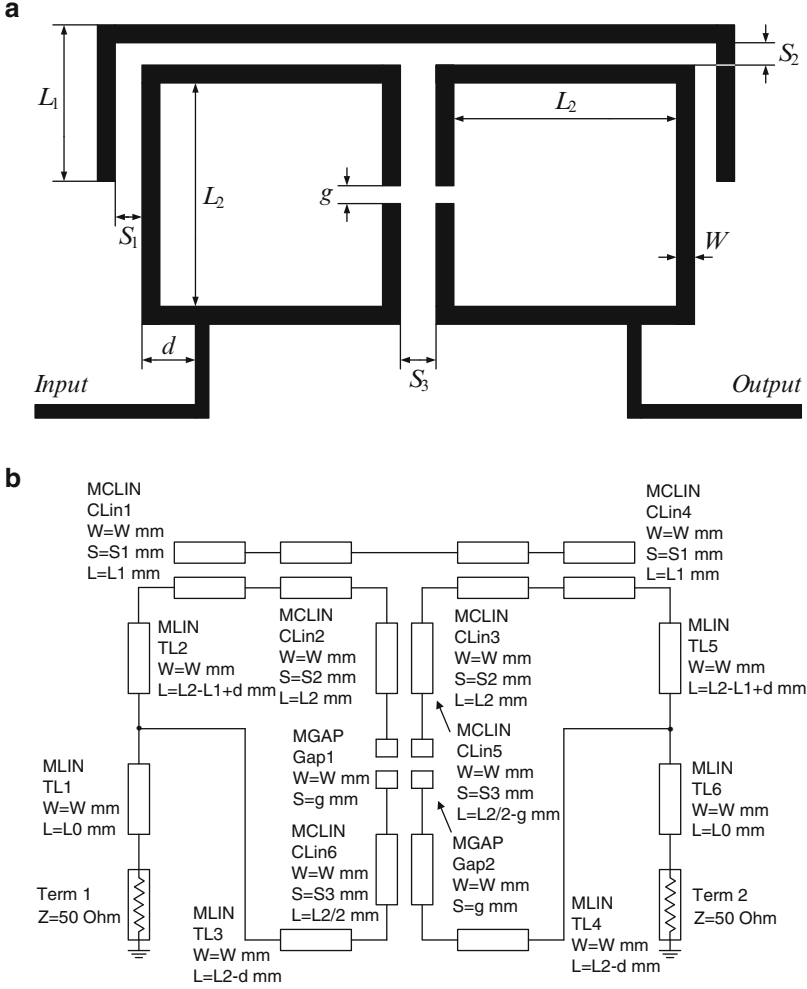 a
L1
S2
L2
L2
g
S1
W
d
S3
Input
Output
b
MCLIN
CLin1
W=W mm
S=S1 mm
L=L1 mm
MCLIN
CLin4
W=W mm
S=S1 mm
L=L1 mm
MLIN
TL2
W=W mm
L=L2-L1+d mm
MCLIN
CLin2
W=W mm
S=S2 mm
L=L2 mm
MCLIN
CLin3
W=W mm
S=S2 mm
L=L2 mm
MLIN
TL5
W=W mm
L=L2-L1+d mm
MLIN
TL1
W=W mm
L=L0 mm
MGAP
Gap1
W=W mm
S=g mm
MCLIN
CLin5
W=W mm
S=S3 mm
L=L2/2-g mm
MLIN
TL6
W=W mm
L=L0 mm
MCLIN
CLin6
W=W mm
S=S3 mm
L=L2/2 mm
MGAP
Gap2
W=W mm
S=g mm
Term 1
Z=50 Ohm
MLIN
TL3
W=W mm
L=L2-d mm
MLIN
TL4
W=W mm
L=L2-d mm
Term 2
Z=50 Ohm